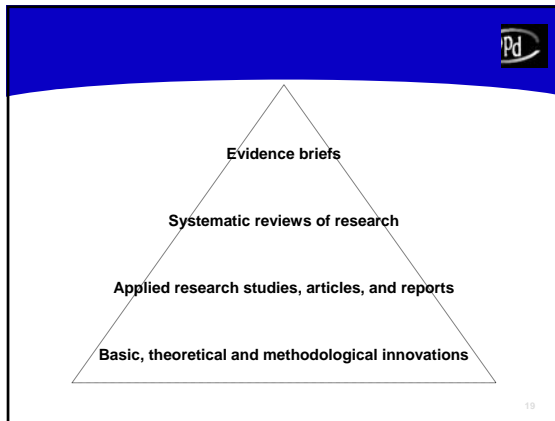 Pd
Evidence briefs
Systematic reviews of research
Applied research studies, articles, and reports
Basic, theoretical and methodological innovations
19